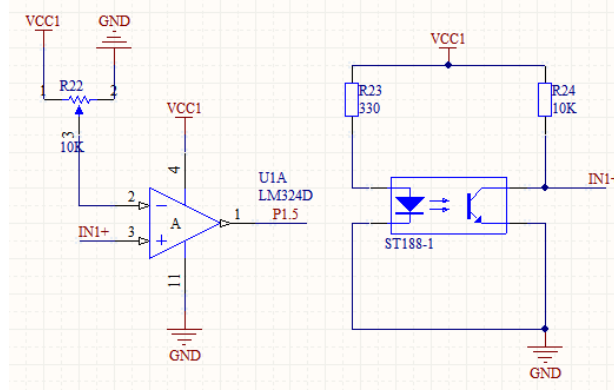 VCC1
GND
R22
1
2
3
10K
VCC1
4
U1A
LM324D
2
A
1
P1.5
IN1+
3
11
GND
VCC1
R23
330
R24
10K
IN1+
ST188-1
GND